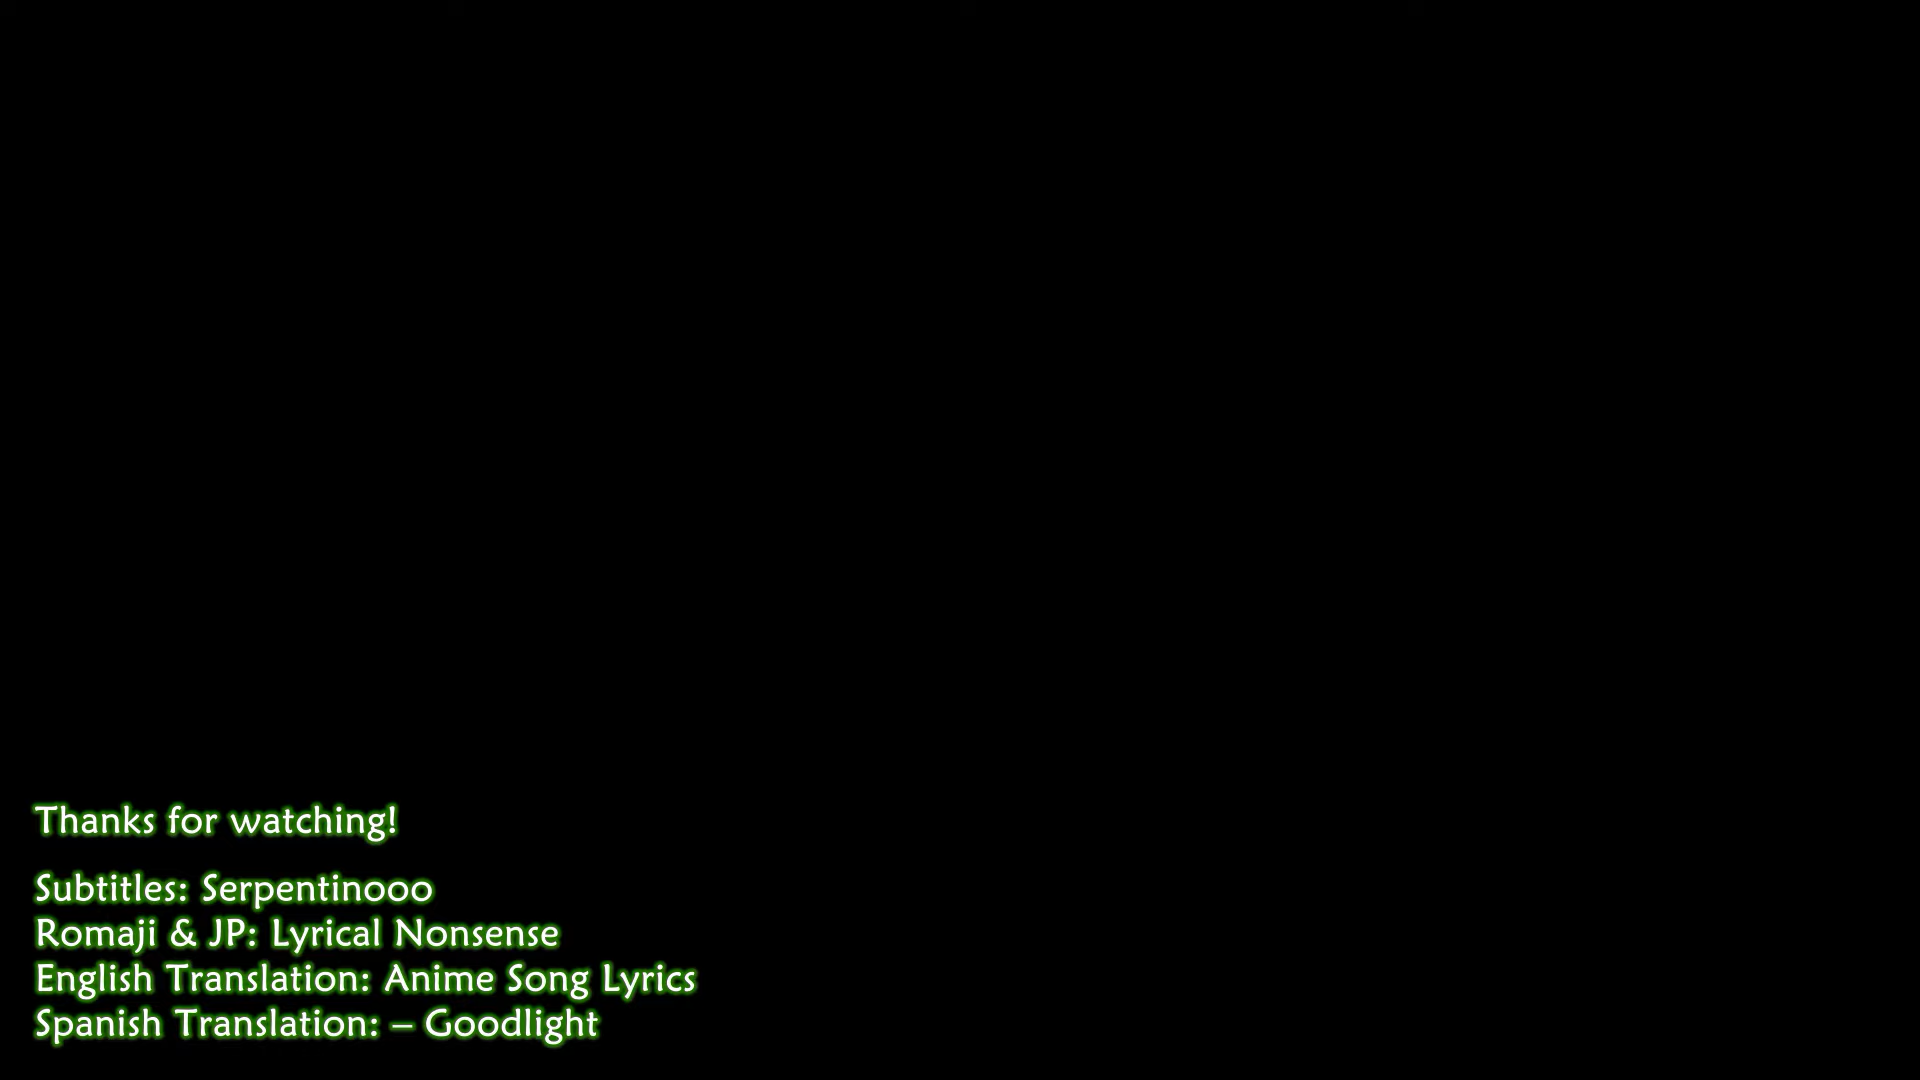 Thanks for watching!
Subtitles: Serpentinooo
Romaji & JP: Lyrical Nonsense
English Translation: Anime Song Lyrics
Spanish Translation: – Goodlight